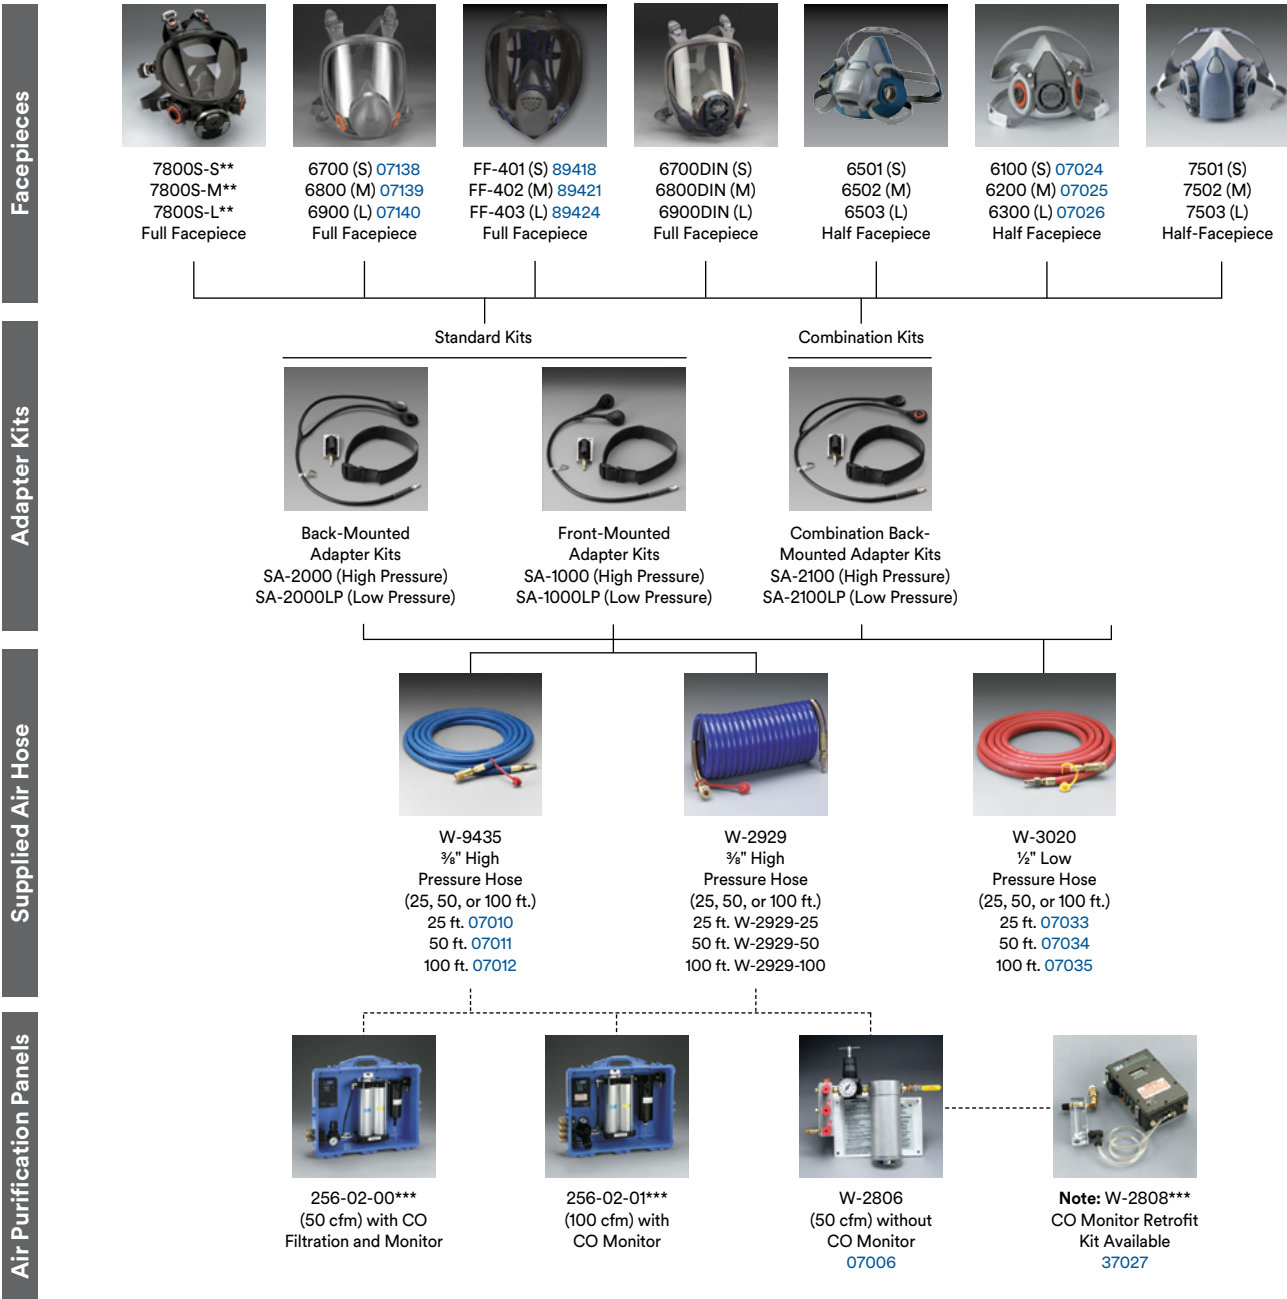 Facepieces
7800S-S**
7800S-M**
7800S-L**
Full Facepiece
6700 (S) 07138
6800 (M) 07139
6900 (L) 07140
Full Facepiece
FF-401 (S) 89418
FF-402 (M) 89421
FF-403 (L) 89424
Full Facepiece
6700DIN (S)
6800DIN (M)
6900DIN (L)
Full Facepiece
6501 (S)
6502 (M)
6503 (L)
Half Facepiece
6100 (S) 07024
6200 (M) 07025
6300 (L) 07026
Half Facepiece
7501 (S)
7502 (M)
7503 (L)
Half-Facepiece
Adapter Kits
Standard Kits
Combination Kits
Back-Mounted
Adapter Kits
SA-2000 (High Pressure)
SA-2000LP (Low Pressure)
Front-Mounted
Adapter Kits
SA-1000 (High Pressure)
SA-1000LP (Low Pressure)
Combination Back-
Mounted Adapter Kits
SA-2100 (High Pressure)
SA-2100LP (Low Pressure)
Supplied Air Hose
W-9435
⅜" High
Pressure Hose
(25, 50, or 100 ft.)
25 ft. 07010
50 ft. 07011
100 ft. 07012
W-2929
⅜" High
Pressure Hose
(25, 50, or 100 ft.)
25 ft. W-2929-25
50 ft. W-2929-50
100 ft. W-2929-100
W-3020
½" Low
Pressure Hose
(25, 50, or 100 ft.)
25 ft. 07033
50 ft. 07034
100 ft. 07035
Air Purification Panels
256-02-00***
(50 cfm) with CO
Filtration and Monitor
256-02-01***
(100 cfm) with
CO Monitor
W-2806
(50 cfm) without
CO Monitor
07006
Note: W-2808***
CO Monitor Retrofit
Kit Available
37027